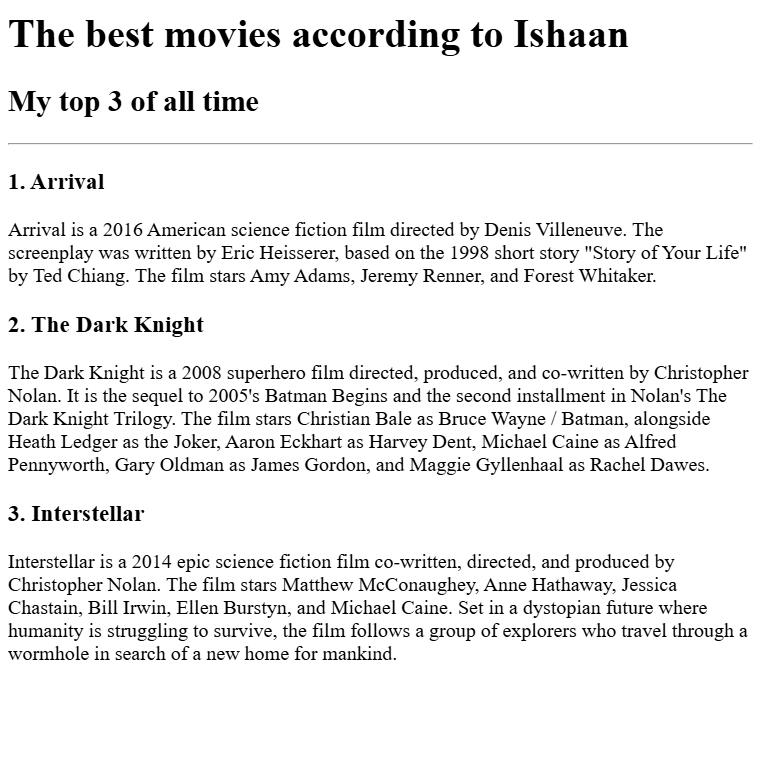 The best movies according to Ishaan
My top 3 of all time
1. Arrival
Arrival is a 2016 American science fiction film directed by Denis Villeneuve. The
screenplay was written by Eric Heisserer, based on the 1998 short story "Story of Your Life"
by Ted Chiang. The film stars Amy Adams, Jeremy Renner, and Forest Whitaker.
2. The Dark Knight
The Dark Knight is a 2008 superhero film directed, produced, and co-written by Christopher
Nolan. It is the sequel to 2005's Batman Begins and the second installment in Nolan's The
Dark Knight Trilogy. The film stars Christian Bale as Bruce Wayne / Batman, alongside
Heath Ledger as the Joker, Aaron Eckhart as Harvey Dent, Michael Caine as Alfred
Pennyworth, Gary Oldman as James Gordon, and Maggie Gyllenhaal as Rachel Dawes.
3. Interstellar
Interstellar is a 2014 epic science fiction film co-written, directed, and produced by
Christopher Nolan. The film stars Matthew McConaughey, Anne Hathaway, Jessica
Chastain, Bill Irwin, Ellen Burstyn, and Michael Caine. Set in a dystopian future where
humanity is struggling to survive, the film follows a group of explorers who travel through a
wormhole in search of a new home for mankind.